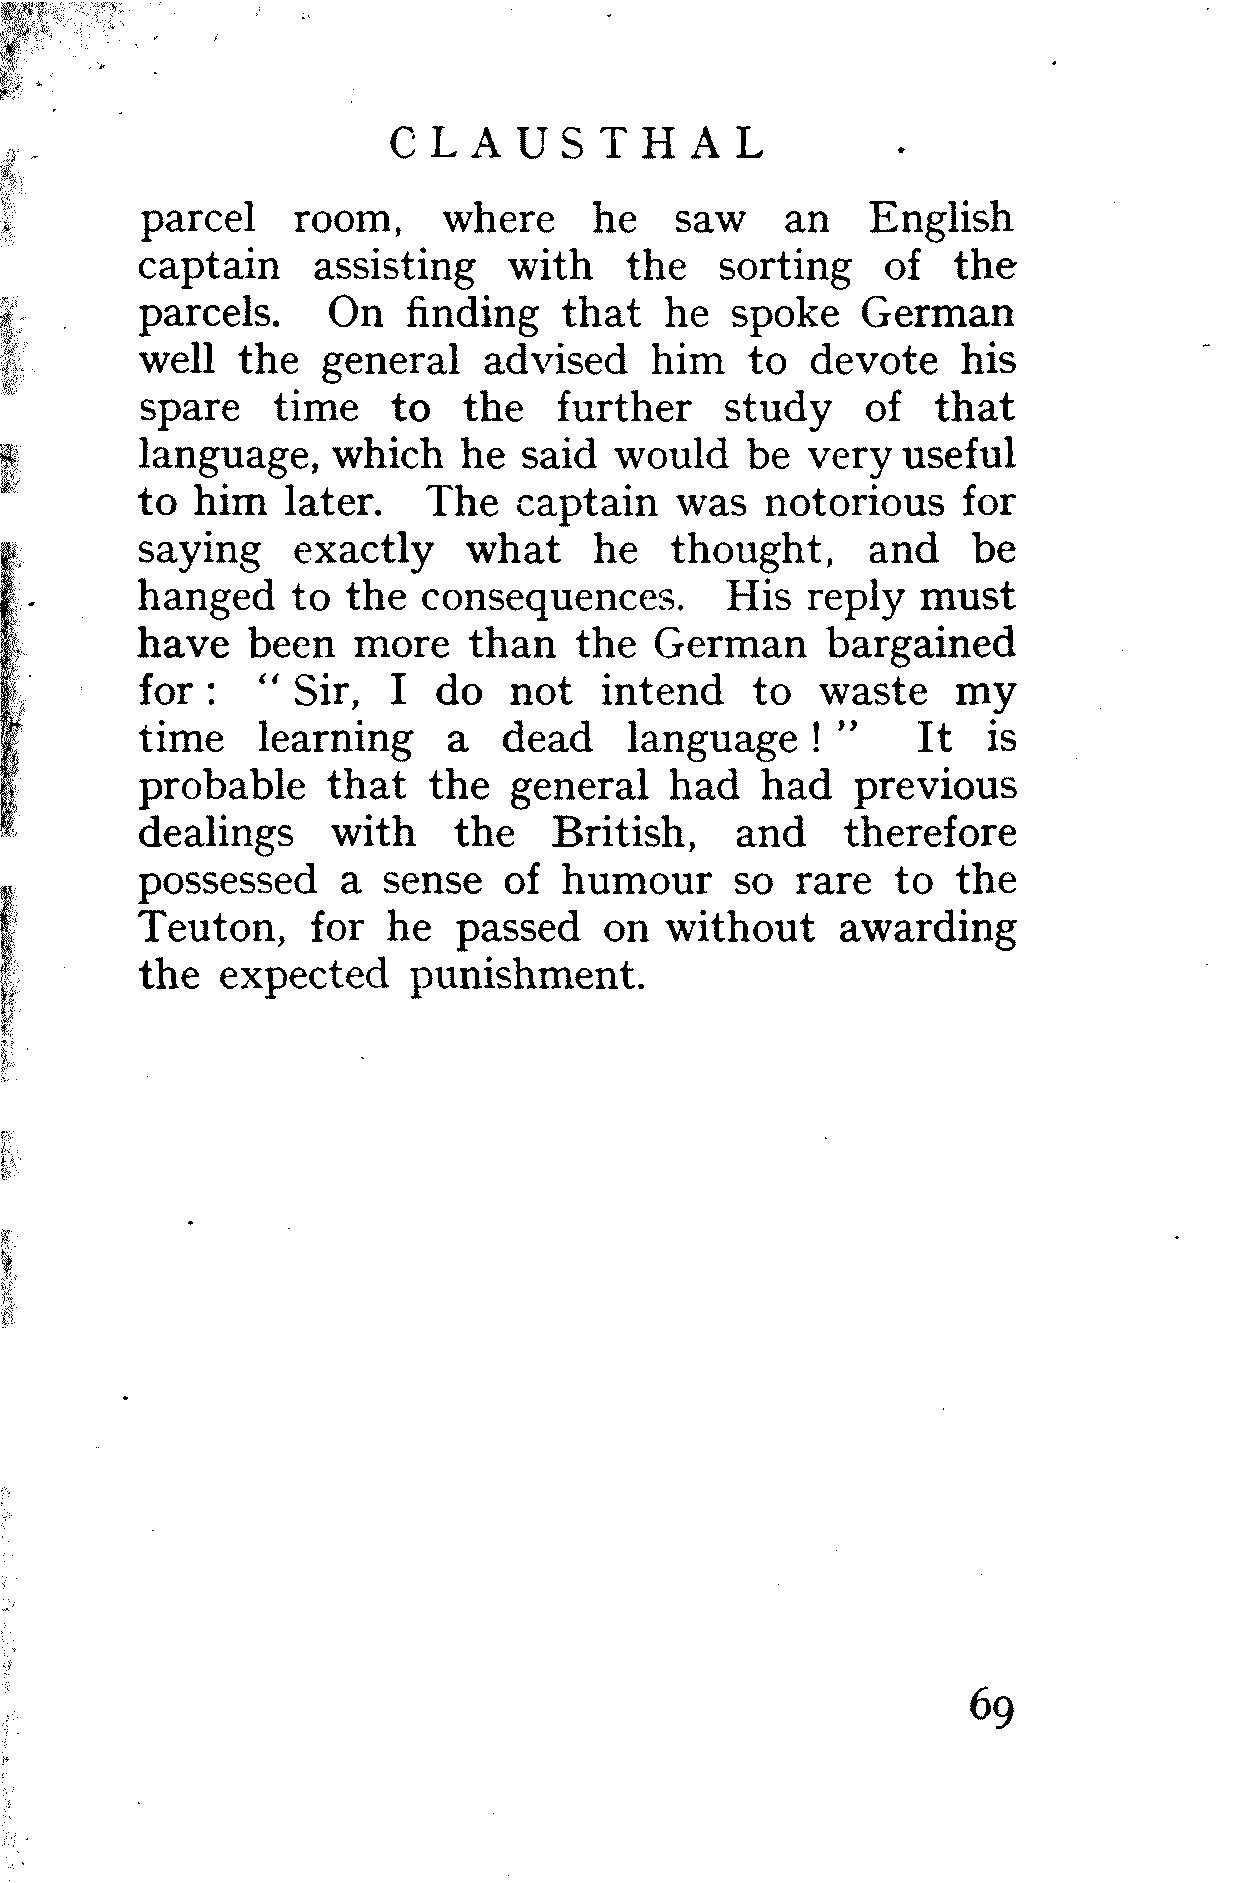 CLAUSTHAL
parcel room, where he saw an English
captain assisting with the sorting of the
parcels. On finding that he spoke German
well the general advised him to devote his
spare time to the further study of that
language, which he said would be very useful
to him later. The captain was notorious for
saying exactly what he thought, and be
hanged to the consequences. His reply must
have been more than the German bargained
for : “ Sir, I do not intend to waste my
time learning a dead language ! ” It is
probable that the general had had previous
dealings with the British, and therefore
possessed a sense of humour so rare to the
Teuton, for he passed on without awarding
the expected punishment.
69